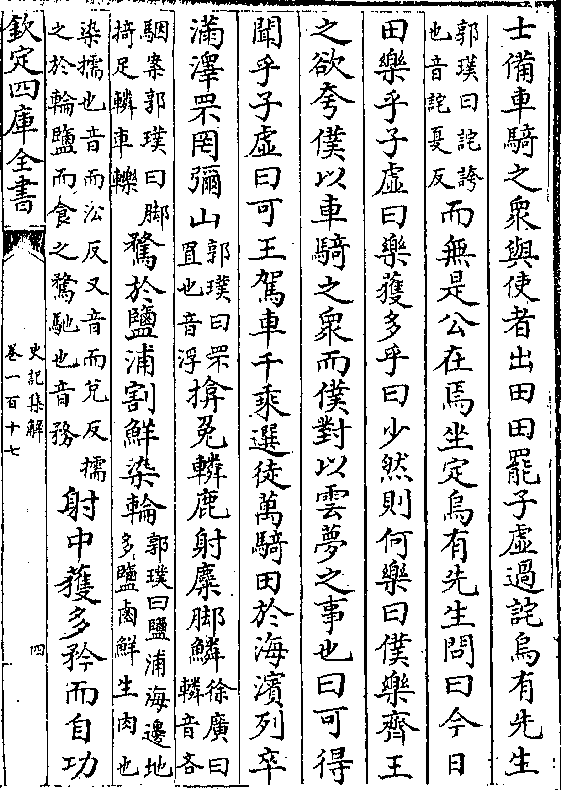 士備車騎之衆與使者出田田罷子虛過詫烏有先生
郭璞曰詫誇
也音託夏反而無是公在焉坐定烏有先生問曰今日
田樂乎子虛曰樂獲多乎曰少然則何樂曰僕樂齊王
之欲夸僕以車騎之衆而僕對以雲夢之事也曰可得
聞乎子虛曰可王駕車千乘選徒萬騎田於海濱列卒
滿澤罘罔彌山郭璞曰罘
罝也音浮揜兎轔鹿射麋脚鱗徐廣曰
轔音吝
駰案郭璞曰脚
掎足轔車轢騖於鹽浦割鮮染輪郭璞曰鹽浦海邊地
多鹽鹵鮮生肉也
染擩也音而沿反又音而兌反擩
之於輪鹽而食之騖馳也音務射中獲多矜而自功
欽定四庫全書
史記集解
卷一百十七
四